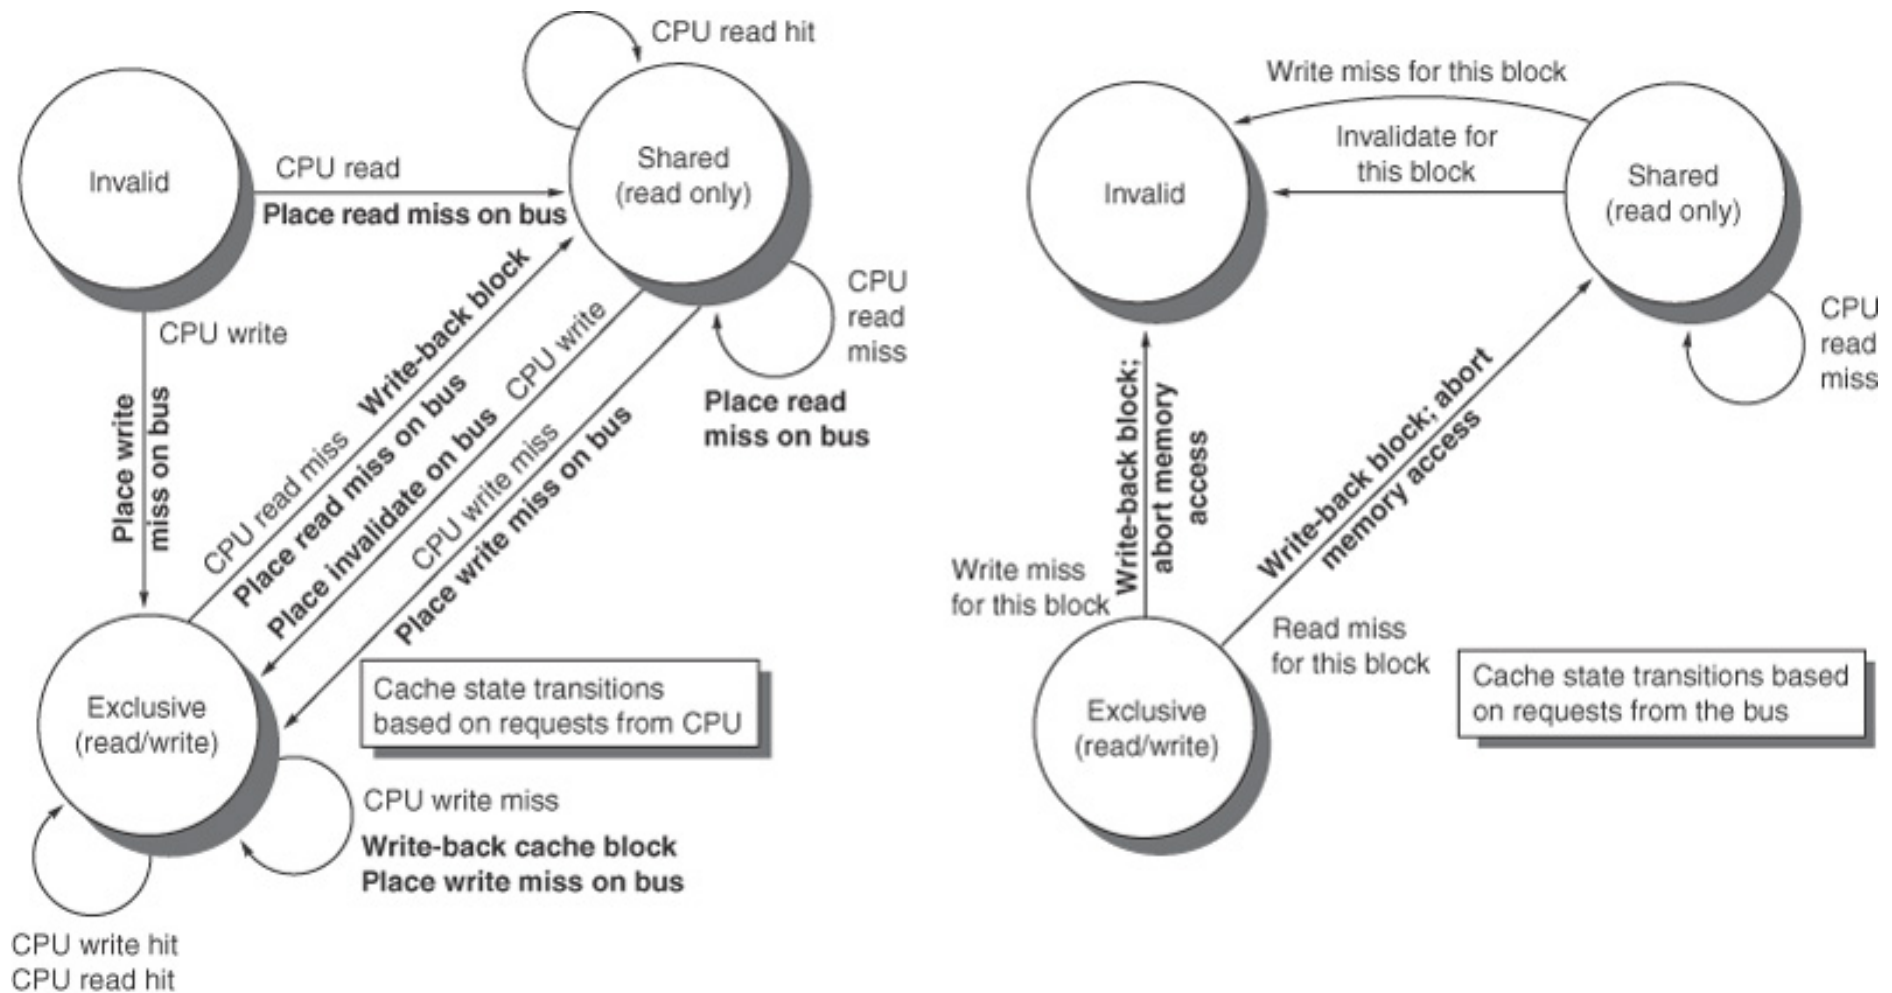 CPU read hit
Invalid
CPU read
Place read miss on bus
Shared
(read only)
CPU
read
miss
Place read
miss on bus
CPU write
Place write
miss on bus
CPU read miss
Write-back block
Place read miss on bus
Place invalidate on bus
CPU write
CPU write miss
Place write miss on bus
Exclusive
(read/write)
Cache state transitions
based on requests from CPU
CPU write miss
Write-back cache block
Place write miss on bus
CPU write hit
CPU read hit
Write miss for this block
Invalidate for
this block
Invalid
Shared
(read only)
CPU
read
miss
Write-back block;
abort memory
access
Write-back block; abort
memory access
Write miss
for this block
Read miss
for this block
Exclusive
(read/write)
Cache state transitions based
on requests from the bus